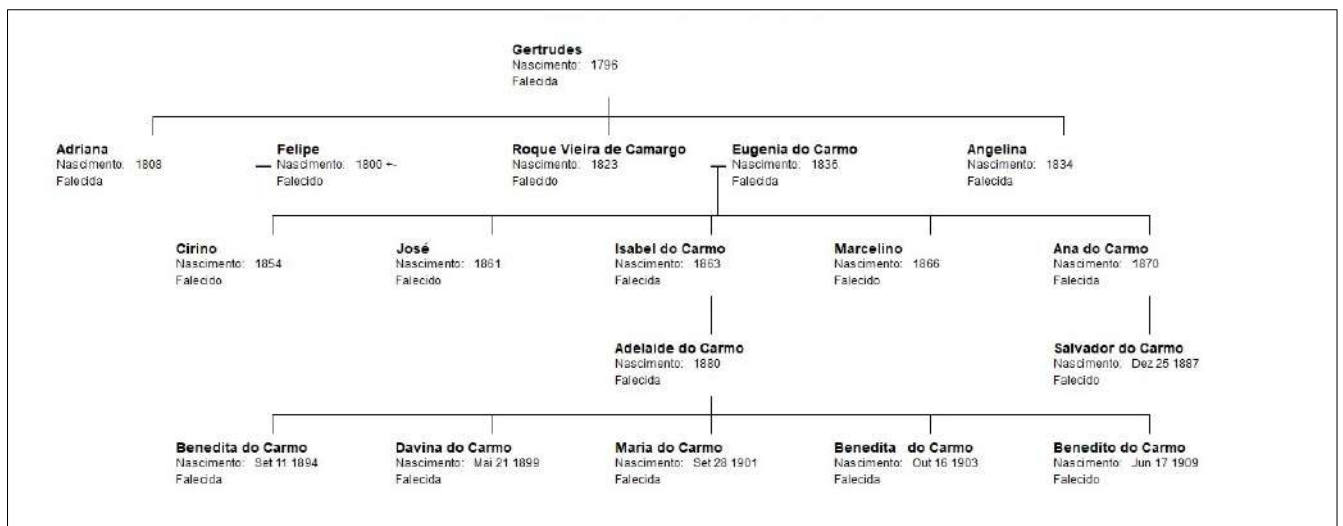 Gertrudes
Nascimento: 1796
Falecida
Adriana
Nascimento: 1808
Falecida
Felipe
Nascimento: 1800 +-
Falecido
Roque Vieira de Camargo
Nascimento: 1823
Falecido
Eugenia do Carmo
Nascimento: 1835
Falecida
Angelina
Nascimento: 1834
Falecida
Cirino
Nascimento: 1854
Falecido
José
Nascimento: 1861
Falecido
Isabel do Carmo
Nascimento: 1863
Falecida
Marcelino
Nascimento: 1866
Falecido
Ana do Carmo
Nascimento: 1870
Falecida
Adelaide do Carmo
Nascimento: 1880
Falecida
Salvador do Carmo
Nascimento: Dez 25 1887
Falecido
Benedita do Carmo
Nascimento: Set 11 1894
Falecida
Davina do Carmo
Nascimento: Mai 21 1899
Falecida
Maria do Carmo
Nascimento: Set 28 1901
Falecida
Benedita do Carmo
Nascimento: Out 16 1903
Falecida
Benedito do Carmo
Nascimento: Jun 17 1909
Falecido